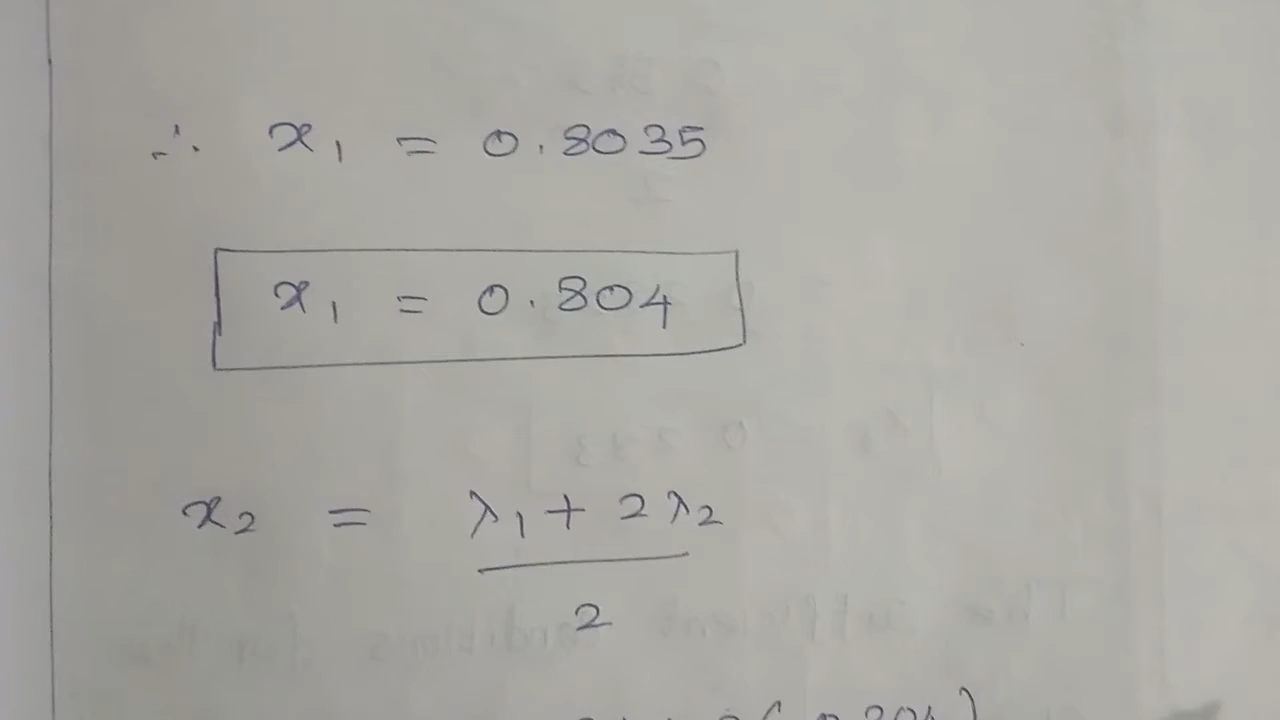 ∴ x₁ = 0.8035
x₁ = 0.804
x₂ = λ₁ + 2λ₂
2